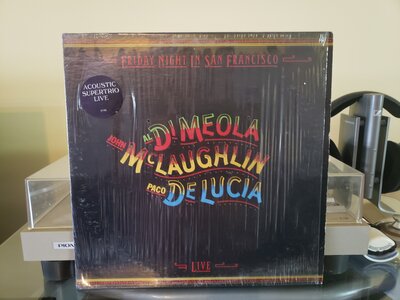 FRIDAY NIGHT IN SAN FRANCISCO
ACOUSTIC
SUPERTRIO
LIVE
AL DI MEOLA
JOHN McLAUGHLIN
PACO DE LUCIA
LIVE